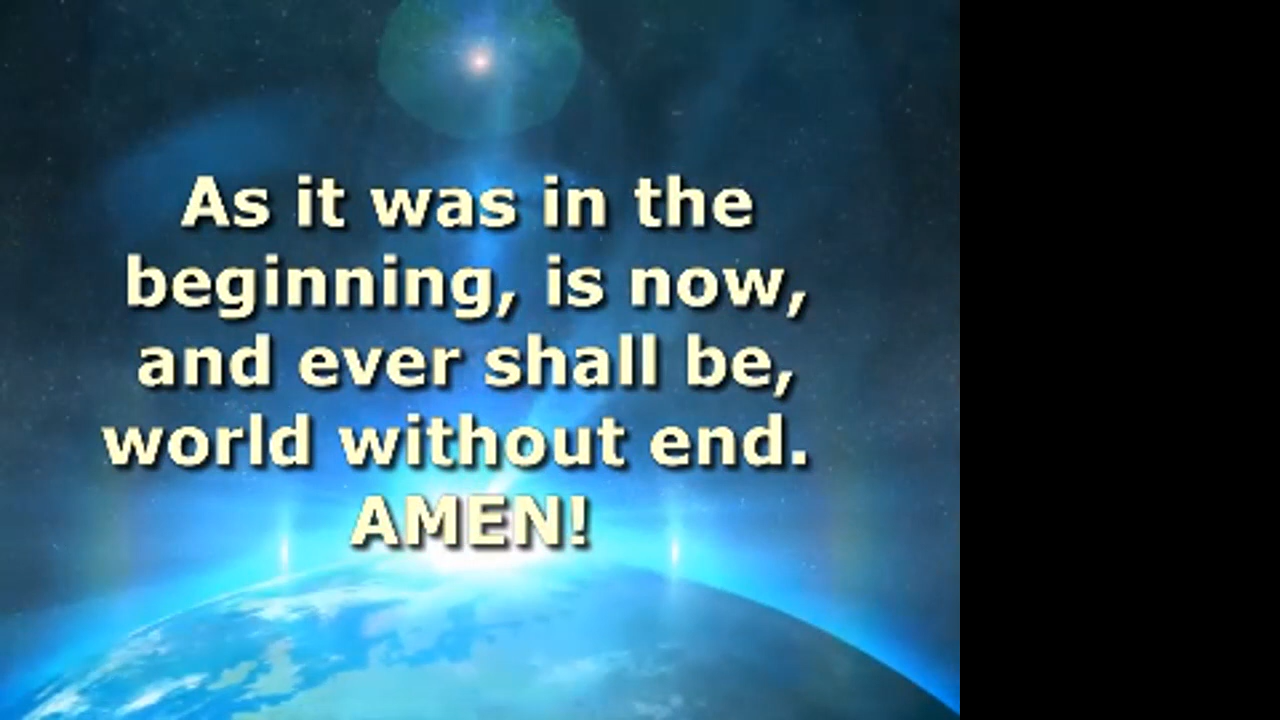 As it was in the
beginning, is now,
and ever shall be,
world without end.
AMEN!